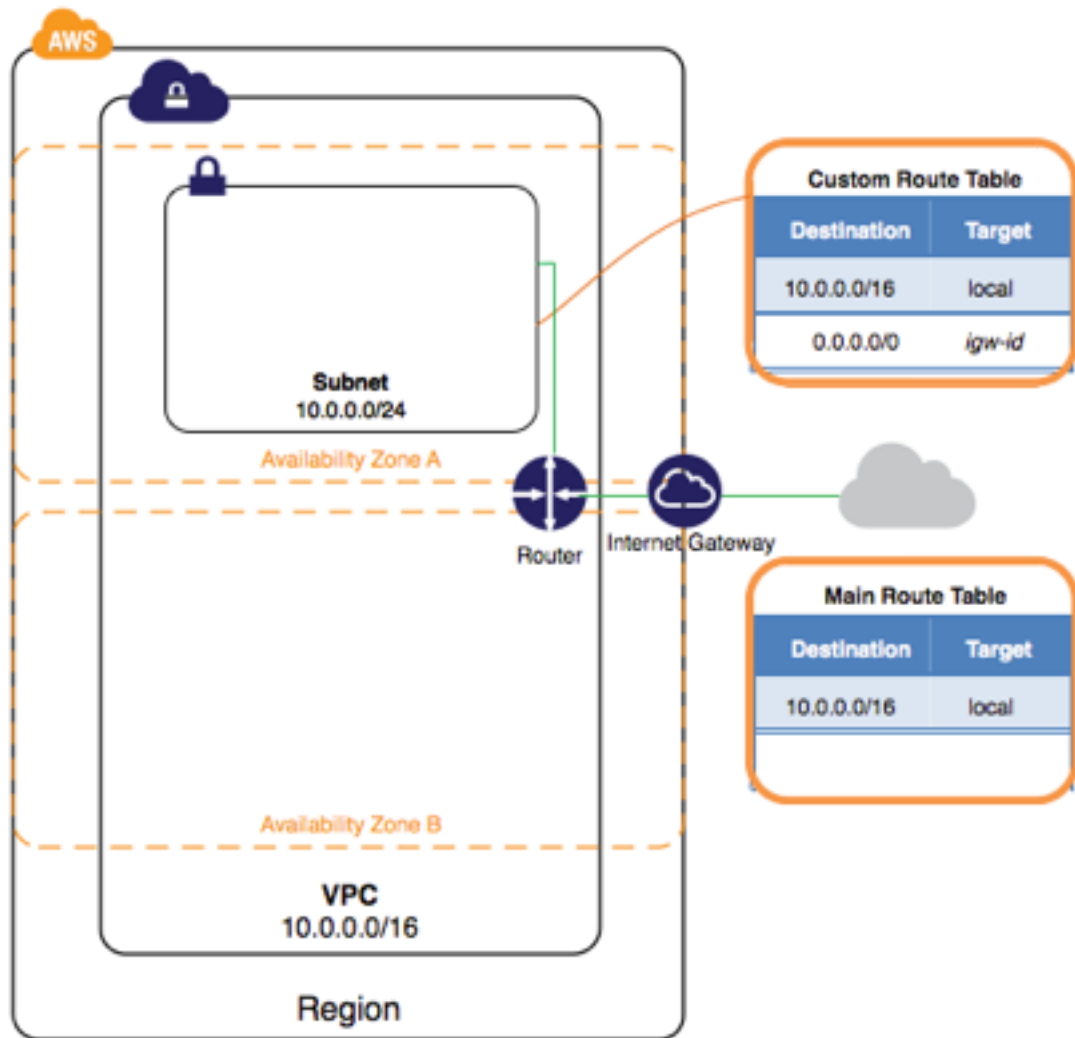 AWS
Custom Route Table
Destination Target
10.0.0.0/16 local
0.0.0.0/0 igw-id
Subnet
10.0.0.0/24
Availability Zone A
Router
Internet Gateway
Main Route Table
Destination Target
10.0.0.0/16 local
Availability Zone B
VPC
10.0.0.0/16
Region